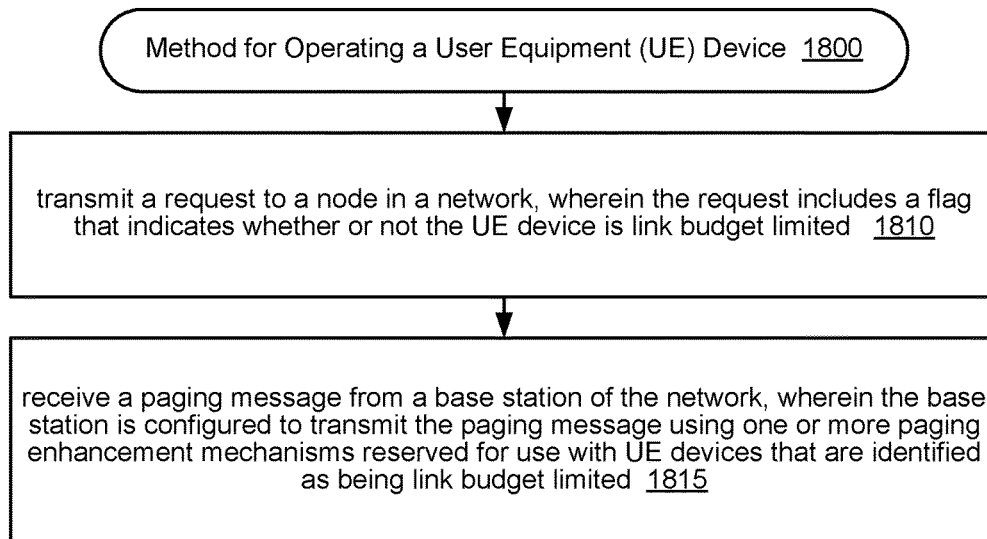 Method for Operating a User Equipment (UE) Device 1800
transmit a request to a node in a network, wherein the request includes a flag
that indicates whether or not the UE device is link budget limited 1810
receive a paging message from a base station of the network, wherein the base
station is configured to transmit the paging message using one or more paging
enhancement mechanisms reserved for use with UE devices that are identified
as being link budget limited 1815